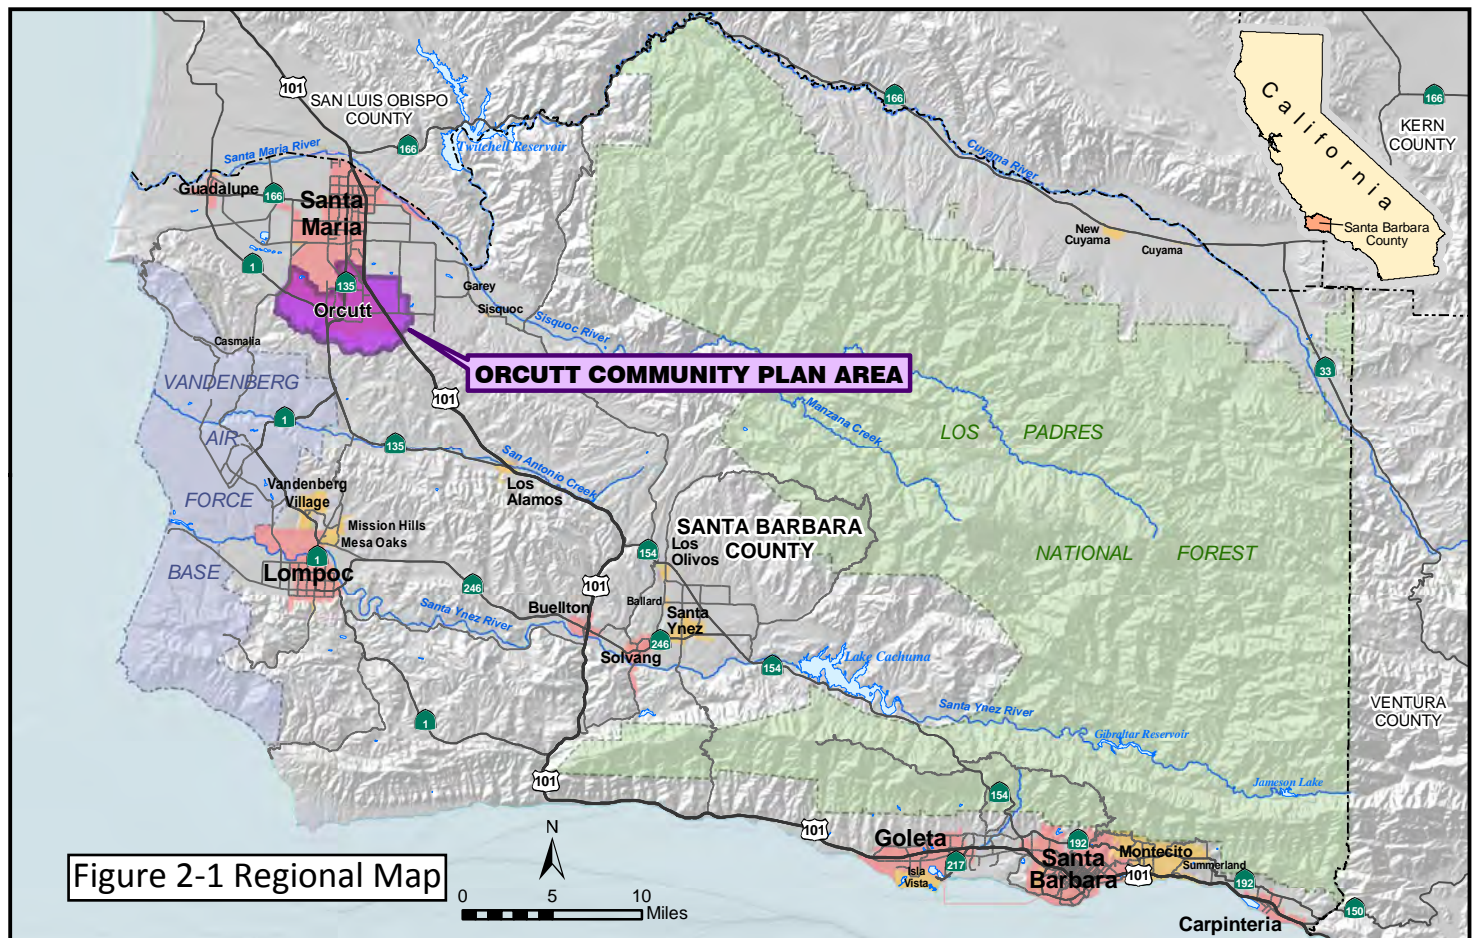 101
SAN LUIS OBISPO
COUNTY
166
Twitchell Reservoir
166
Cuyama River
California
Santa Barbara
County
166
KERN
COUNTY
Santa Maria River
Guadalupe
166
Santa
Maria
1
135
Orcutt
Garey
Sisquoc
Sisquoc River
New
Cuyama
Cuyama
Casmalia
ORCUTT COMMUNITY PLAN AREA
33
VANDENBERG
AIR
FORCE
BASE
101
1
135
Manzana Creek
LOS PADRES
NATIONAL FOREST
San Antonio Creek
Los
Alamos
Vandenberg
Village
Mission Hills
Mesa Oaks
1
Lompoc
SANTA BARBARA
COUNTY
154
Los
Olivos
246
101
Ballard
Santa Ynez River
Buellton
Santa
Ynez
246
Solvang
154
Lake Cachuma
Santa Ynez River
Gibraltar Reservoir
Jameson Lake
VENTURA
COUNTY
1
101
154
101
Goleta
217
Isla
Vista
192
Santa
Barbara
Montecito
Summerland
101
192
Carpinteria
150
N
0 5 10
Miles
Figure 2-1 Regional Map